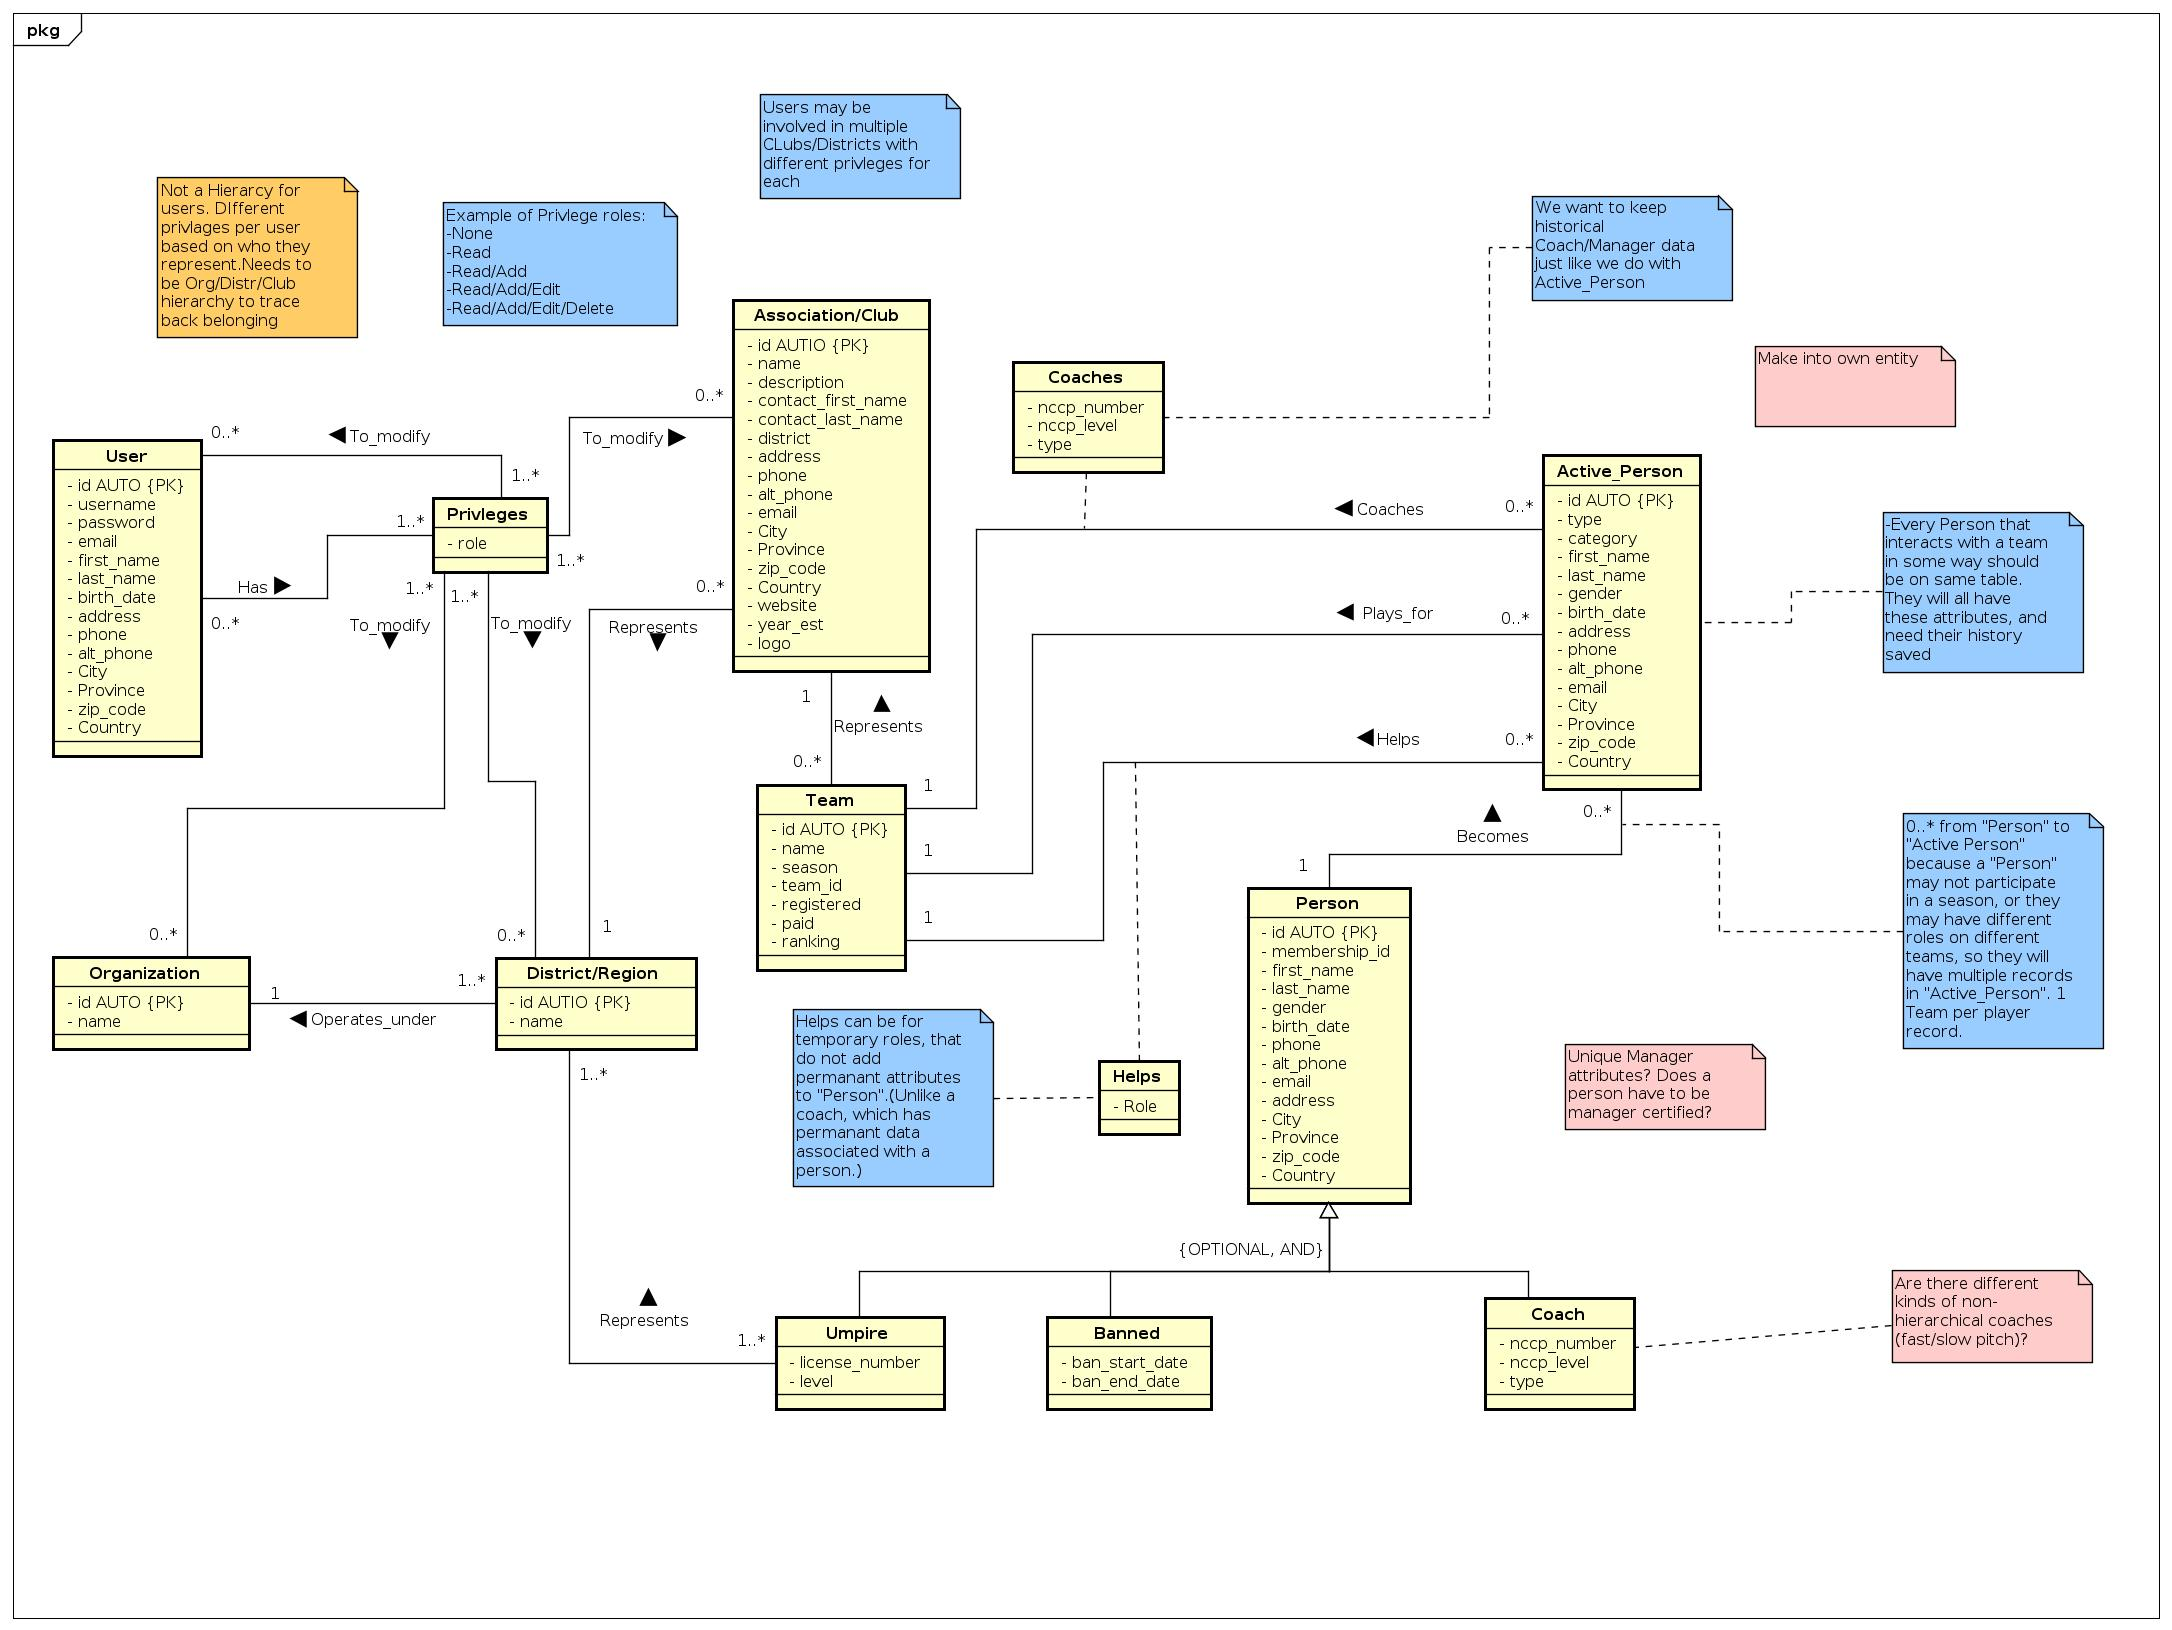 pkg
Users may be
involved in multiple
CLubs/Districts with
different privleges for
each
Not a Hierarcy for
users. DIfferent
privlages per user
based on who they
represent.Needs to
be Org/Distr/Club
hierarchy to trace
back belonging
Example of Privlege roles:
-None
-Read
-Read/Add
-Read/Add/Edit
-Read/Add/Edit/Delete
We want to keep
historical
Coach/Manager data
just like we do with
Active_Person
Make into own entity
Association/Club
- id AUTIO {PK}
- name
- description
- contact_first_name
- contact_last_name
- district
- address
- phone
- alt_phone
- email
- City
- Province
- zip_code
- Country
- website
- year_est
- logo
Coaches
- nccp_number
- nccp_level
- type
User
- id AUTO {PK}
- username
- password
- email
- first_name
- last_name
- birth_date
- address
- phone
- alt_phone
- City
- Province
- zip_code
- Country
0..*
To_modify
1..*
To_modify
0..*
1..*
Has
0..*
1..*
Privleges
- role
1..*
1..*
To_modify
To_modify
0..*
Represents
1
Represents
0..*
Active_Person
- id AUTO {PK}
- type
- category
- first_name
- last_name
- gender
- birth_date
- address
- phone
- alt_phone
- email
- City
- Province
- zip_code
- Country
Coaches
0..*
Plays_for
0..*
Helps
0..*
-Every Person that
interacts with a team
in some way should
be on same table.
They will all have
these attributes, and
need their history
saved
Team
- id AUTO {PK}
- name
- season
- team_id
- registered
- paid
- ranking
1
1
1
0..*
Becomes
1
0..* from "Person" to
"Active Person"
because a "Person"
may not participate
in a season, or they
may have different
roles on different
teams, so they will
have multiple records
in "Active_Person". 1
Team per player
record.
Person
- id AUTO {PK}
- membership_id
- first_name
- last_name
- gender
- birth_date
- phone
- alt_phone
- email
- address
- City
- Province
- zip_code
- Country
0..*
0..*
1
Organization
- id AUTO {PK}
- name
1
Operates_under
1..*
District/Region
- id AUTIO {PK}
- name
1..*
Helps can be for
temporary roles, that
do not add
permanant attributes
to "Person".(Unlike a
coach, which has
permanant data
associated with a
person.)
Helps
- Role
Unique Manager
attributes? Does a
person have to be
manager certified?
{OPTIONAL, AND}
Represents
1..*
Umpire
- license_number
- level
Banned
- ban_start_date
- ban_end_date
Coach
- nccp_number
- nccp_level
- type
Are there different
kinds of non-
hierarchical coaches
(fast/slow pitch)?